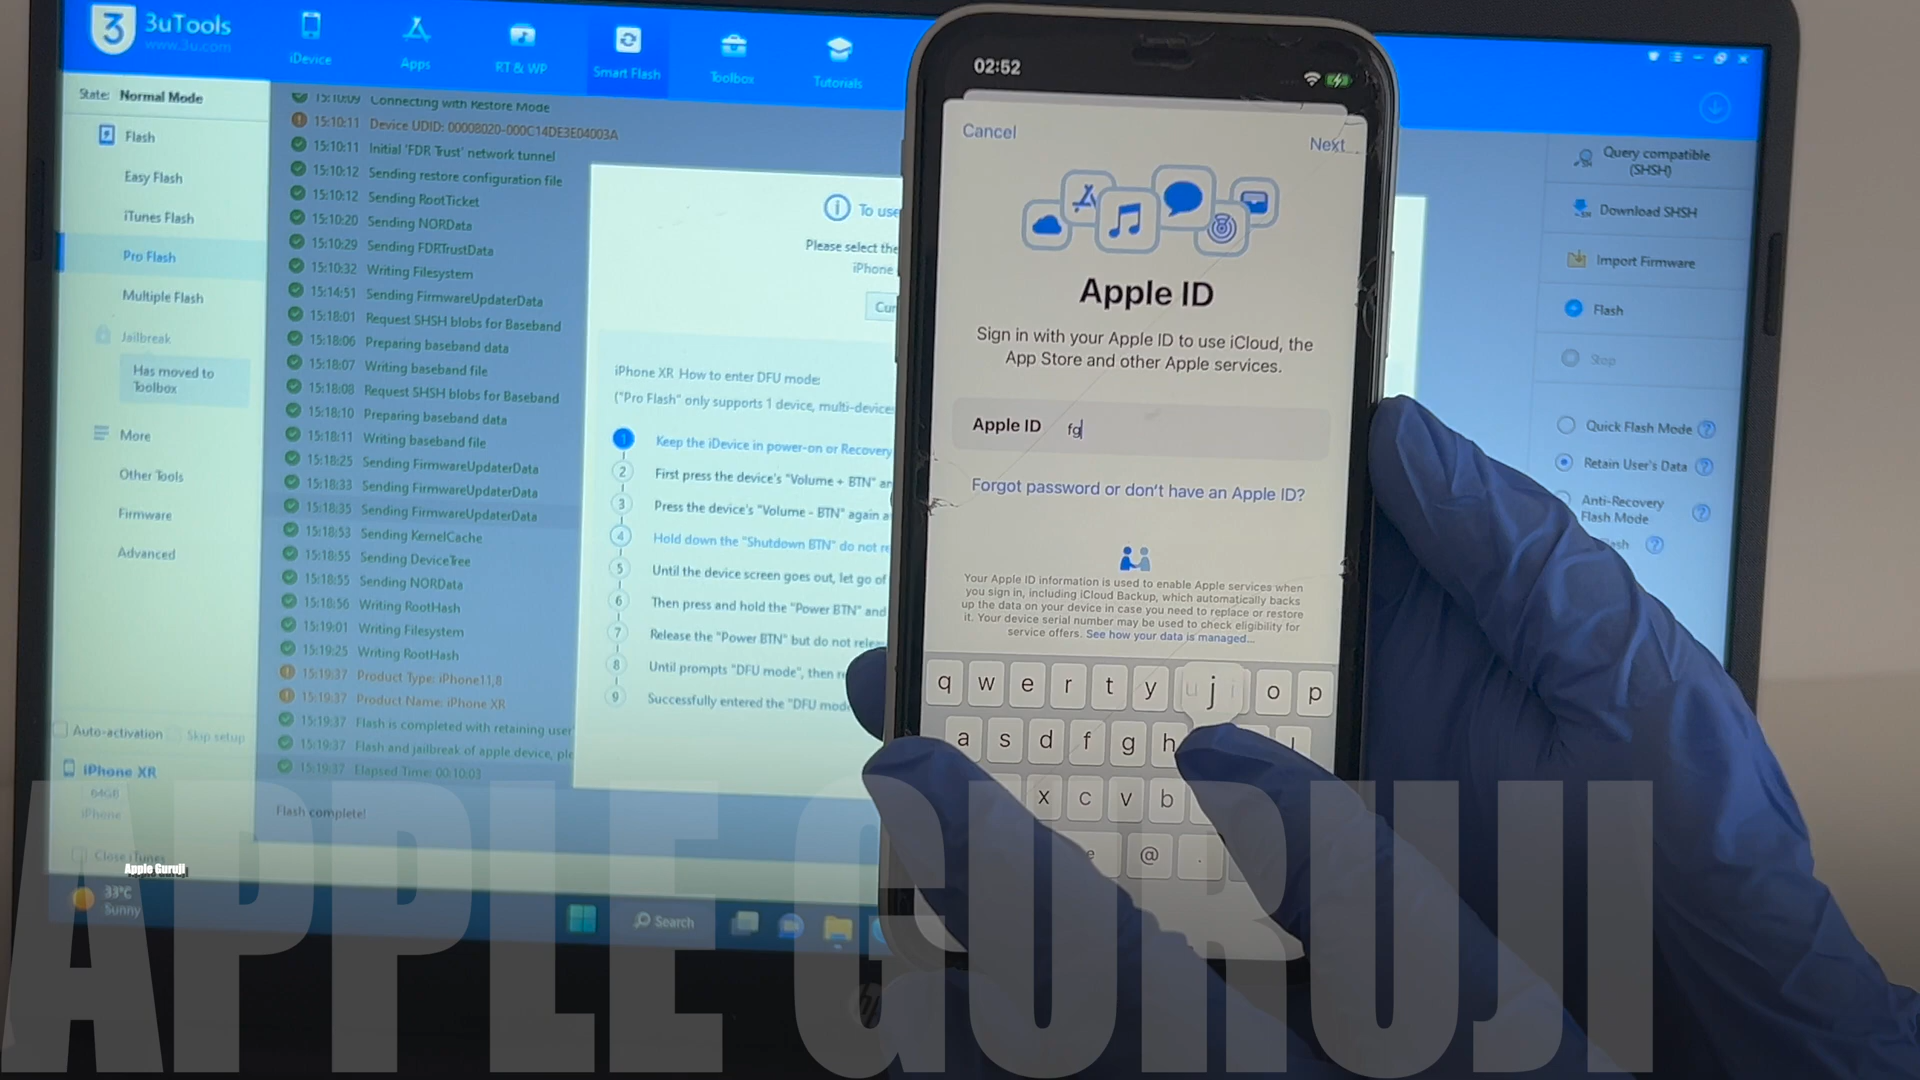 3uTools
www.3u.com
iDevice
Apps
RT & WP
Smart Flash
Toolbox
Tutorials
State: Normal Mode
Flash
Easy Flash
iTunes Flash
Pro Flash
Multiple Flash
Jailbreak
Has moved to
Toolbox
More
Other Tools
Firmware
Advanced
Auto-activation
Skip setup
iPhone XR
64GB
iPhone
Close iTunes
15:10:09 Connecting with Restore Mode
15:10:11 Device UDID: 00008020-000C14DE3E04003A
15:10:11 Initial 'FDR Trust' network tunnel
15:10:12 Sending restore configuration file
15:10:12 Sending RootTicket
15:10:20 Sending NORData
15:10:29 Sending FDRTrustData
15:10:32 Writing Filesystem
15:14:51 Sending FirmwareUpdaterData
15:18:01 Request SHSH blobs for Baseband
15:18:06 Preparing baseband data
15:18:07 Writing baseband file
15:18:08 Request SHSH blobs for Baseband
15:18:10 Preparing baseband data
15:18:11 Writing baseband file
15:18:25 Sending FirmwareUpdaterData
15:18:33 Sending FirmwareUpdaterData
15:18:35 Sending FirmwareUpdaterData
15:18:53 Sending KernelCache
15:18:55 Sending DeviceTree
15:18:55 Sending NORData
15:18:56 Writing RootHash
15:19:01 Writing Filesystem
15:19:25 Writing RootHash
15:19:37 Product Type: iPhone11,8
15:19:37 Product Name: iPhone XR
15:19:37 Flash is completed with retaining user'
15:19:37 Flash and jailbreak of apple device, ple
15:19:37 Elapsed Time: 00:10:03
Flash complete!
To use
Please select the
iPhone
Cur
iPhone XR How to enter DFU mode:
("Pro Flash" only supports 1 device, multi-device
1 Keep the iDevice in power-on or Recovery
2 First press the device's "Volume + BTN" an
3 Press the device's "Volume - BTN" again a
4 Hold down the "Shutdown BTN" do not re
5 Until the device screen goes out, let go of
6 Then press and hold the "Power BTN" and
7 Release the "Power BTN" but do not relea
8 Until prompts "DFU mode", then r
9 Successfully entered the "DFU mod
02:52
Cancel
Next
Apple ID
Sign in with your Apple ID to use iCloud, the
App Store and other Apple services.
Apple ID fg
Forgot password or don't have an Apple ID?
Your Apple ID information is used to enable Apple services when
you sign in, including iCloud Backup, which automatically backs
up the data on your device in case you need to replace or restore
it. Your device serial number may be used to check eligibility for
service offers. See how your data is managed...
q w e r t y u j i o p
a s d f g h
x c v b
@ .
Query compatible
(SHSH)
Download SHSH
Import Firmware
Flash
Stop
Quick Flash Mode
Retain User's Data
Anti-Recovery
Flash Mode
Apple Guruji
33°C
Sunny
Search
hp
APPLE GURUJI